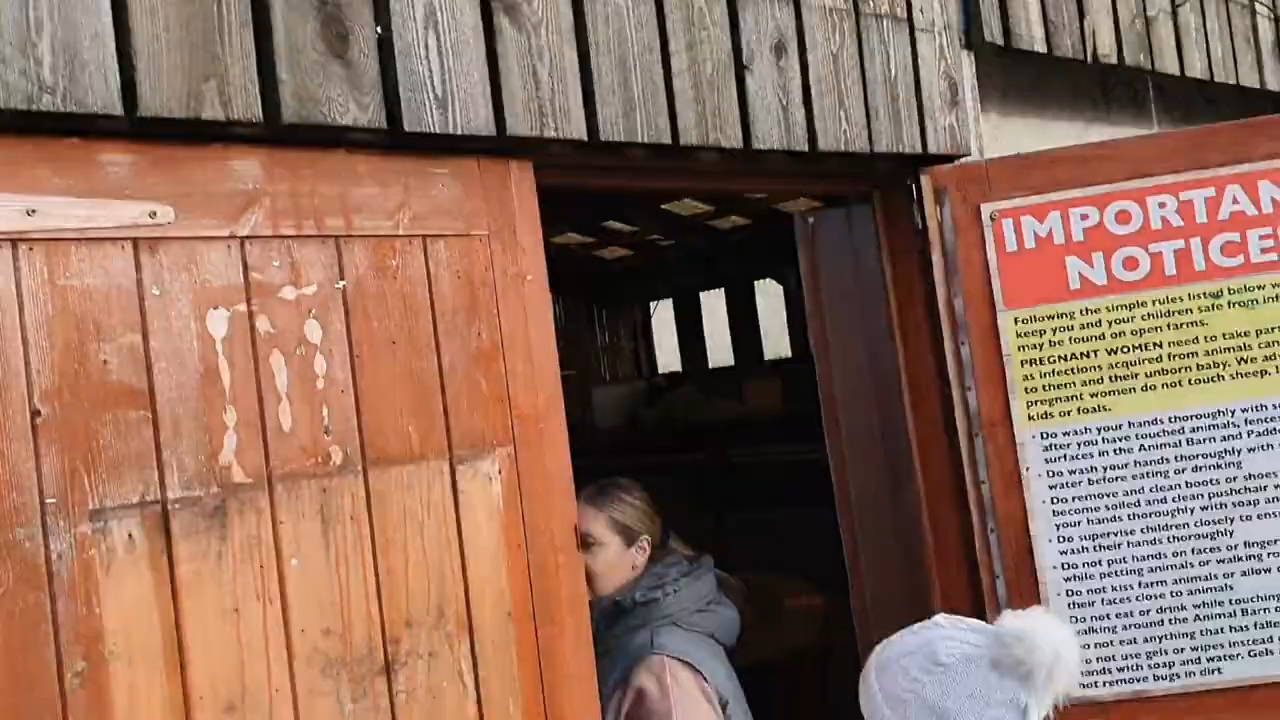 IMPORTAN
NOTICE
Following the simple rules listed below w
keep you and your children safe from inf
may be found on open farms.
PREGNANT WOMEN need to take par
as infections acquired from animals can
to them and their unborn baby. We ad
pregnant women do not touch sheep,
kids or foals.
• Do wash your hands thoroughly with s
after you have touched animals, fence
surfaces in the Animal Barn and Padd
• Do wash your hands thoroughly with
water before eating or drinking
• Do remove and clean boots or shoes
become soiled and clean pushchair
your hands thoroughly with soap an
• Do supervise children closely to ens
wash their hands thoroughly
• Do not put hands on faces or finger
while petting animals or walking ro
• Do not kiss farm animals or allow
their faces close to animals
Do not eat or drink while touching
walking around the Animal Barn
o not eat anything that has falle
o not use gels or wipes instead
ands with soap and water. Gels
not remove bugs in dirt